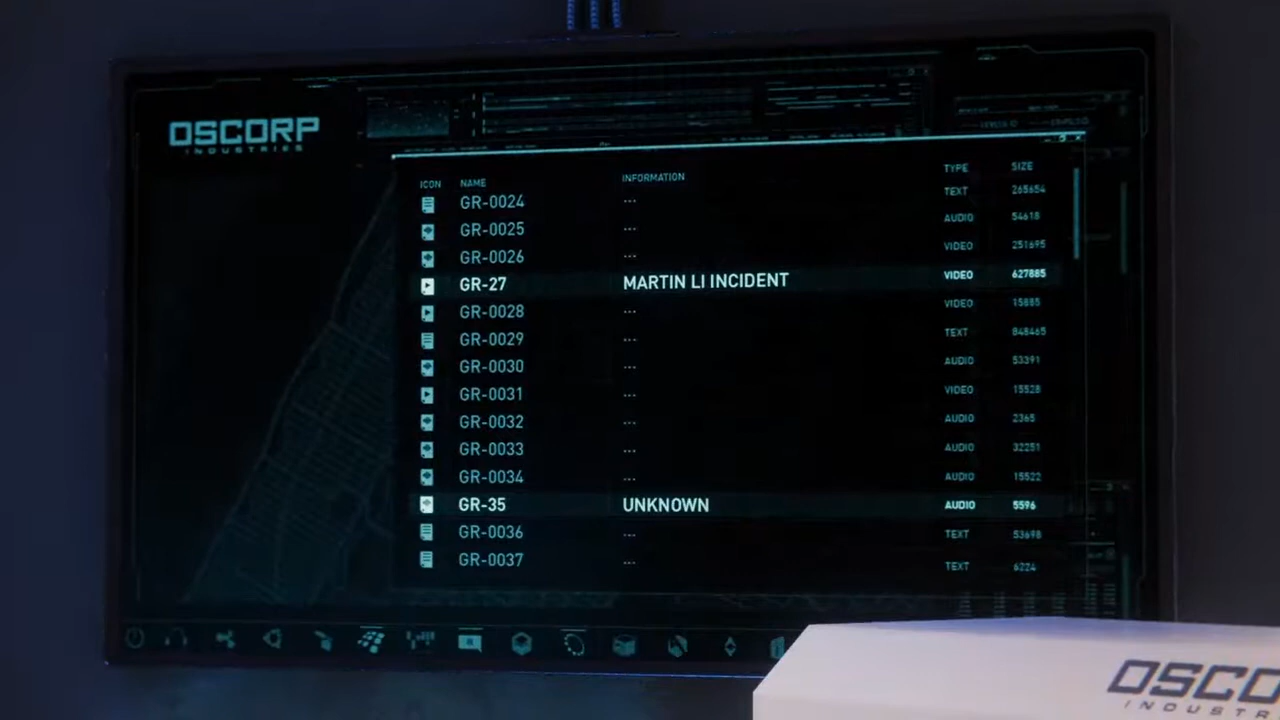 OSCORP
INDUSTRIES
ICON NAME INFORMATION TYPE SIZE
GR-0024 ... TEXT 265654
GR-0025 ... AUDIO 54618
GR-0026 ... VIDEO 251695
GR-27 MARTIN LI INCIDENT VIDEO 627885
GR-0028 ... VIDEO 15885
GR-0029 ... TEXT 848465
GR-0030 ... AUDIO 53391
GR-0031 ... VIDEO 15528
GR-0032 ... AUDIO 2365
GR-0033 ... AUDIO 32251
GR-0034 ... AUDIO 15522
GR-35 UNKNOWN AUDIO 5596
GR-0036 ... TEXT 53698
GR-0037 ... TEXT 6224
OSCO
INDUSTR